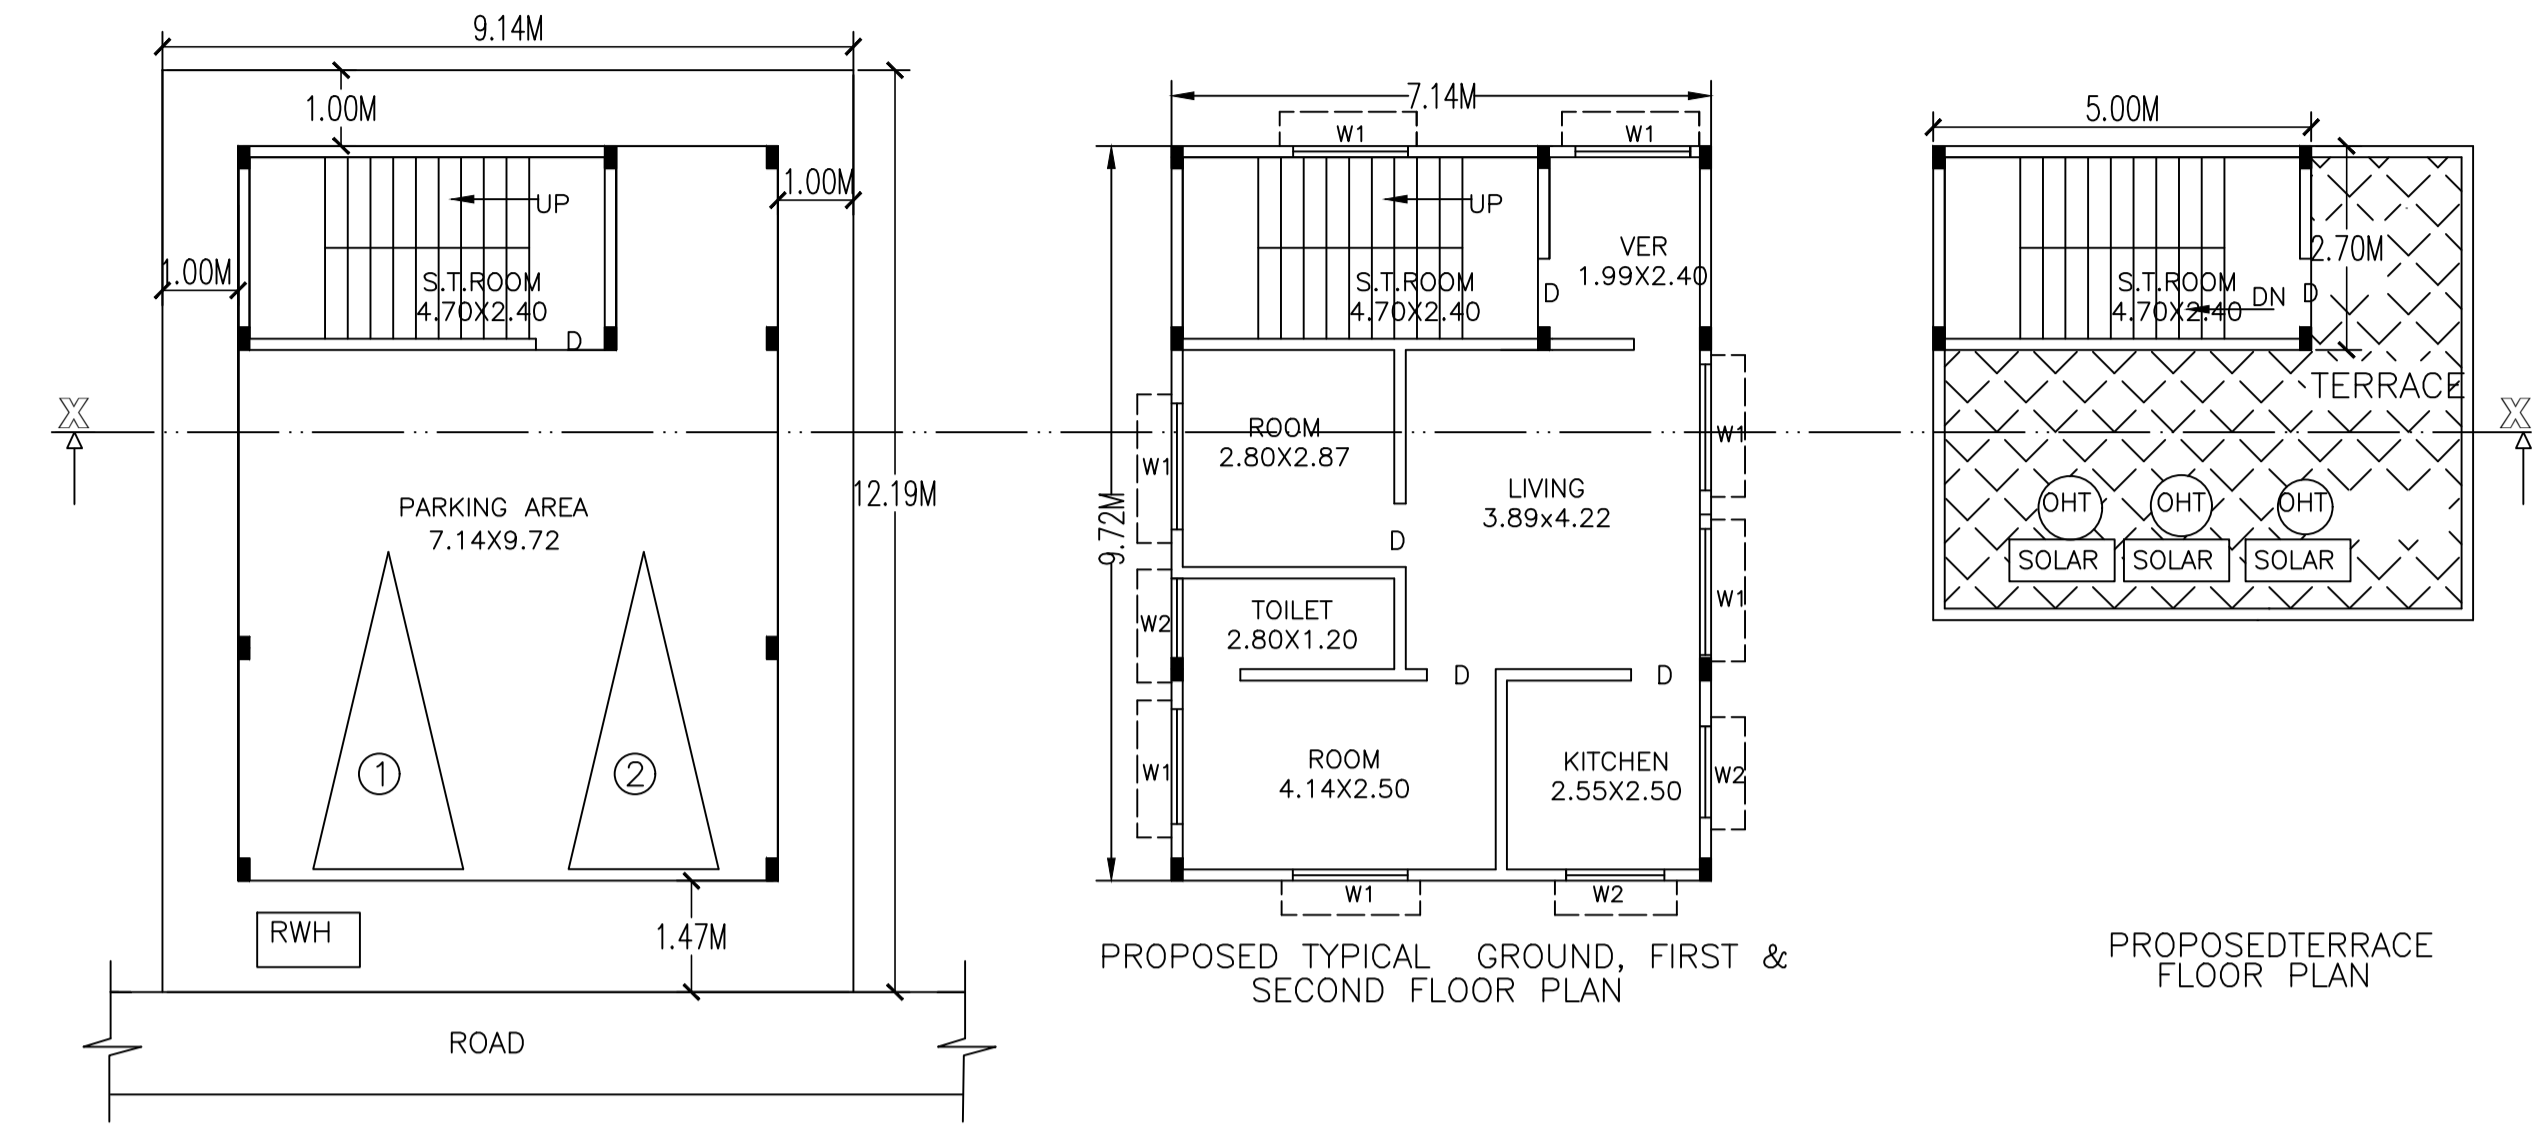 9.14M
1.00M
1.00M
1.00M
UP
S.T.ROOM
4.70X2.40
D
X
12.19M
PARKING AREA
7.14X9.72
1
2
RWH
1.47M
ROAD
7.14M
W1
W1
UP
VER
1.99X2.40
S.T.ROOM
4.70X2.40
D
ROOM
2.80X2.87
W1
W1
LIVING
3.89x4.22
9.72M
D
W1
TOILET
2.80X1.20
W2
D
D
W1
ROOM
4.14X2.50
KITCHEN
2.55X2.50
W2
W1
W2
PROPOSED TYPICAL GROUND, FIRST &
SECOND FLOOR PLAN
5.00M
2.70M
S.T.ROOM
4.70X2.40
DN
D
TERRACE
X
OHT
OHT
OHT
SOLAR
SOLAR
SOLAR
PROPOSEDTERRACE
FLOOR PLAN